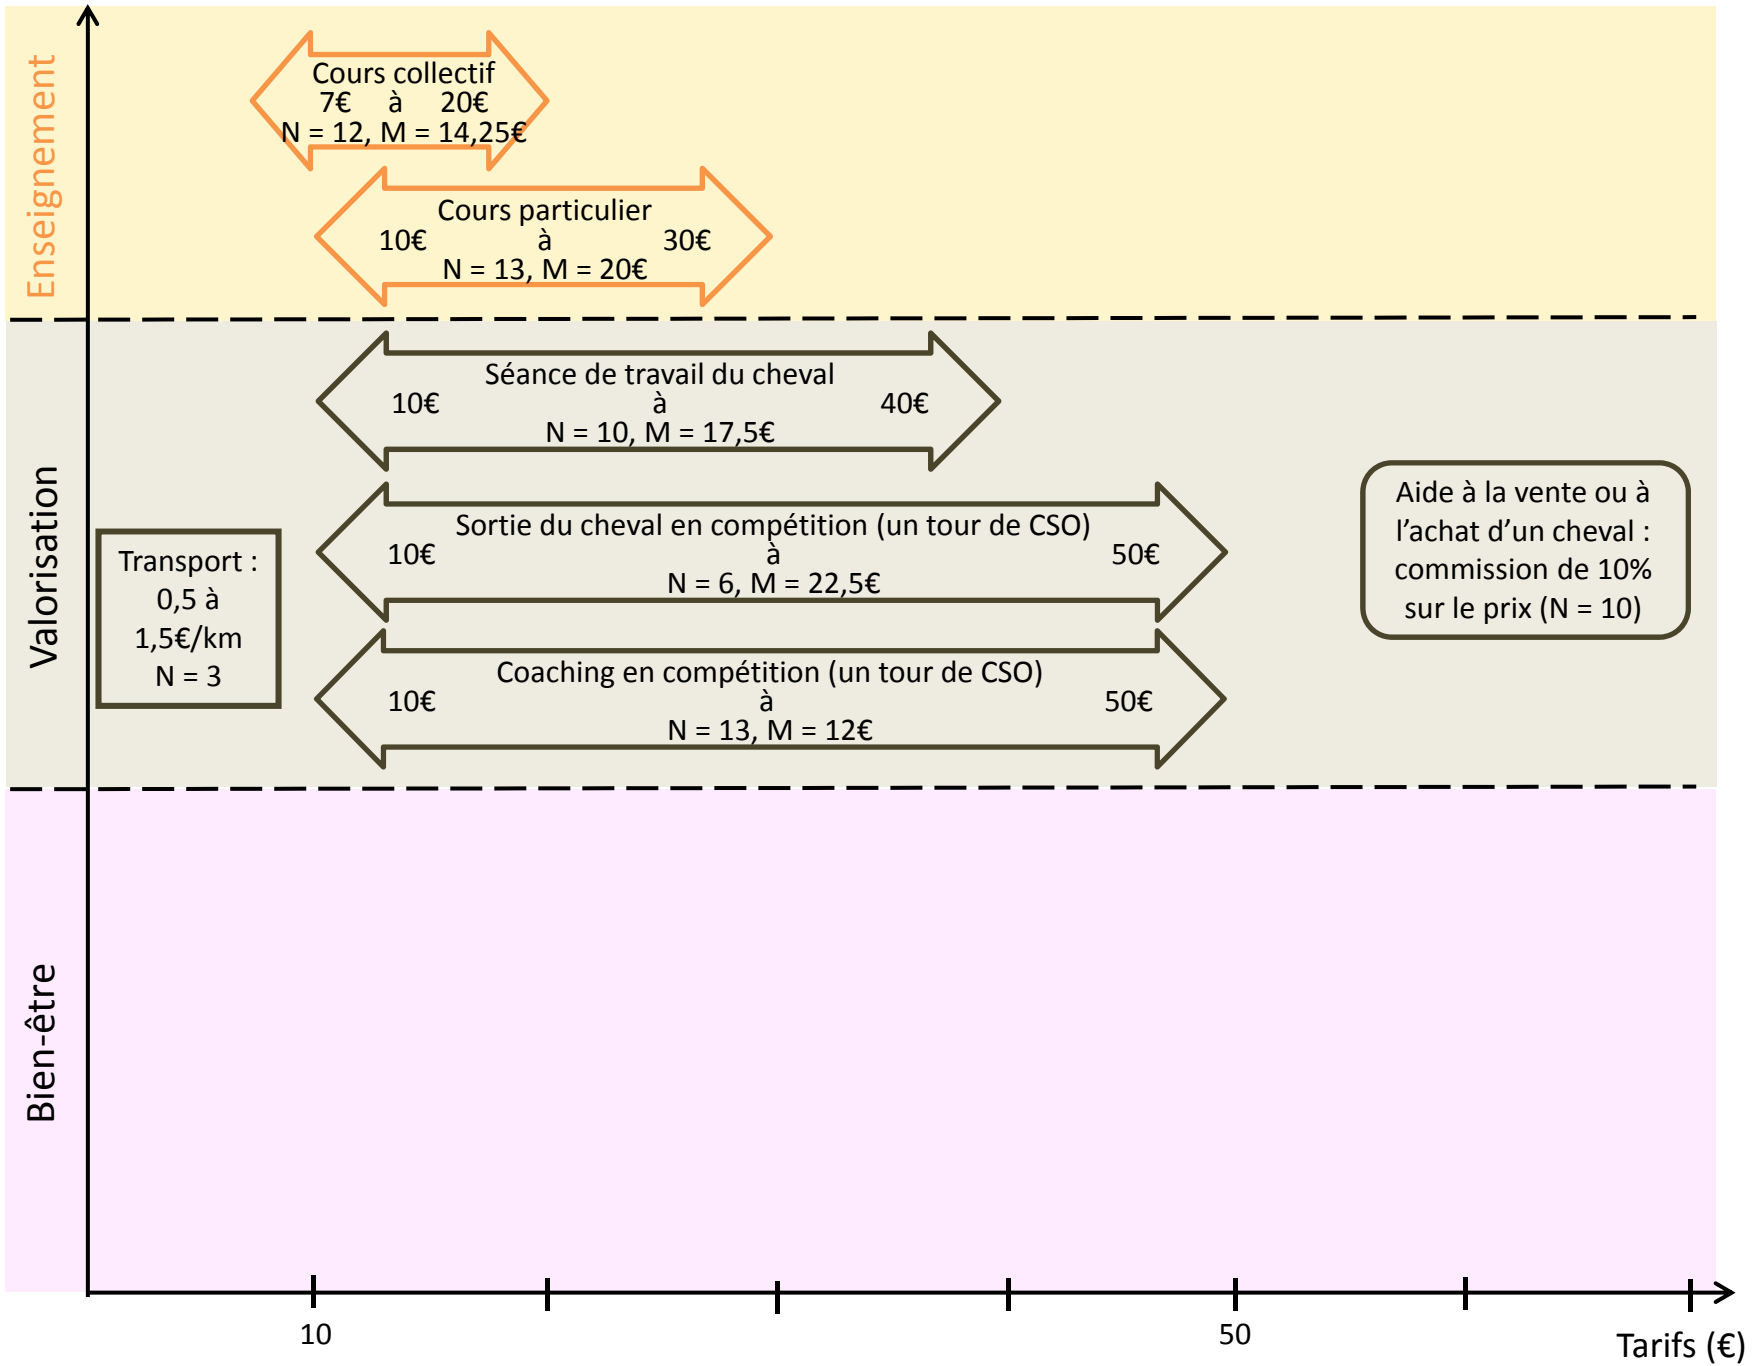 Enseignement
Cours collectif
7€ à 20€
N = 12, M = 14,25€
Cours particulier
10€ à 30€
N = 13, M = 20€
Valorisation
Séance de travail du cheval
10€ à 40€
N = 10, M = 17,5€
Sortie du cheval en compétition (un tour de CSO)
10€ à 50€
N = 6, M = 22,5€
Coaching en compétition (un tour de CSO)
10€ à 50€
N = 13, M = 12€
Transport :
0,5 à
1,5€/km
N = 3
Aide à la vente ou à
l’achat d’un cheval :
commission de 10%
sur le prix (N = 10)
Bien-être
10
50
Tarifs (€)